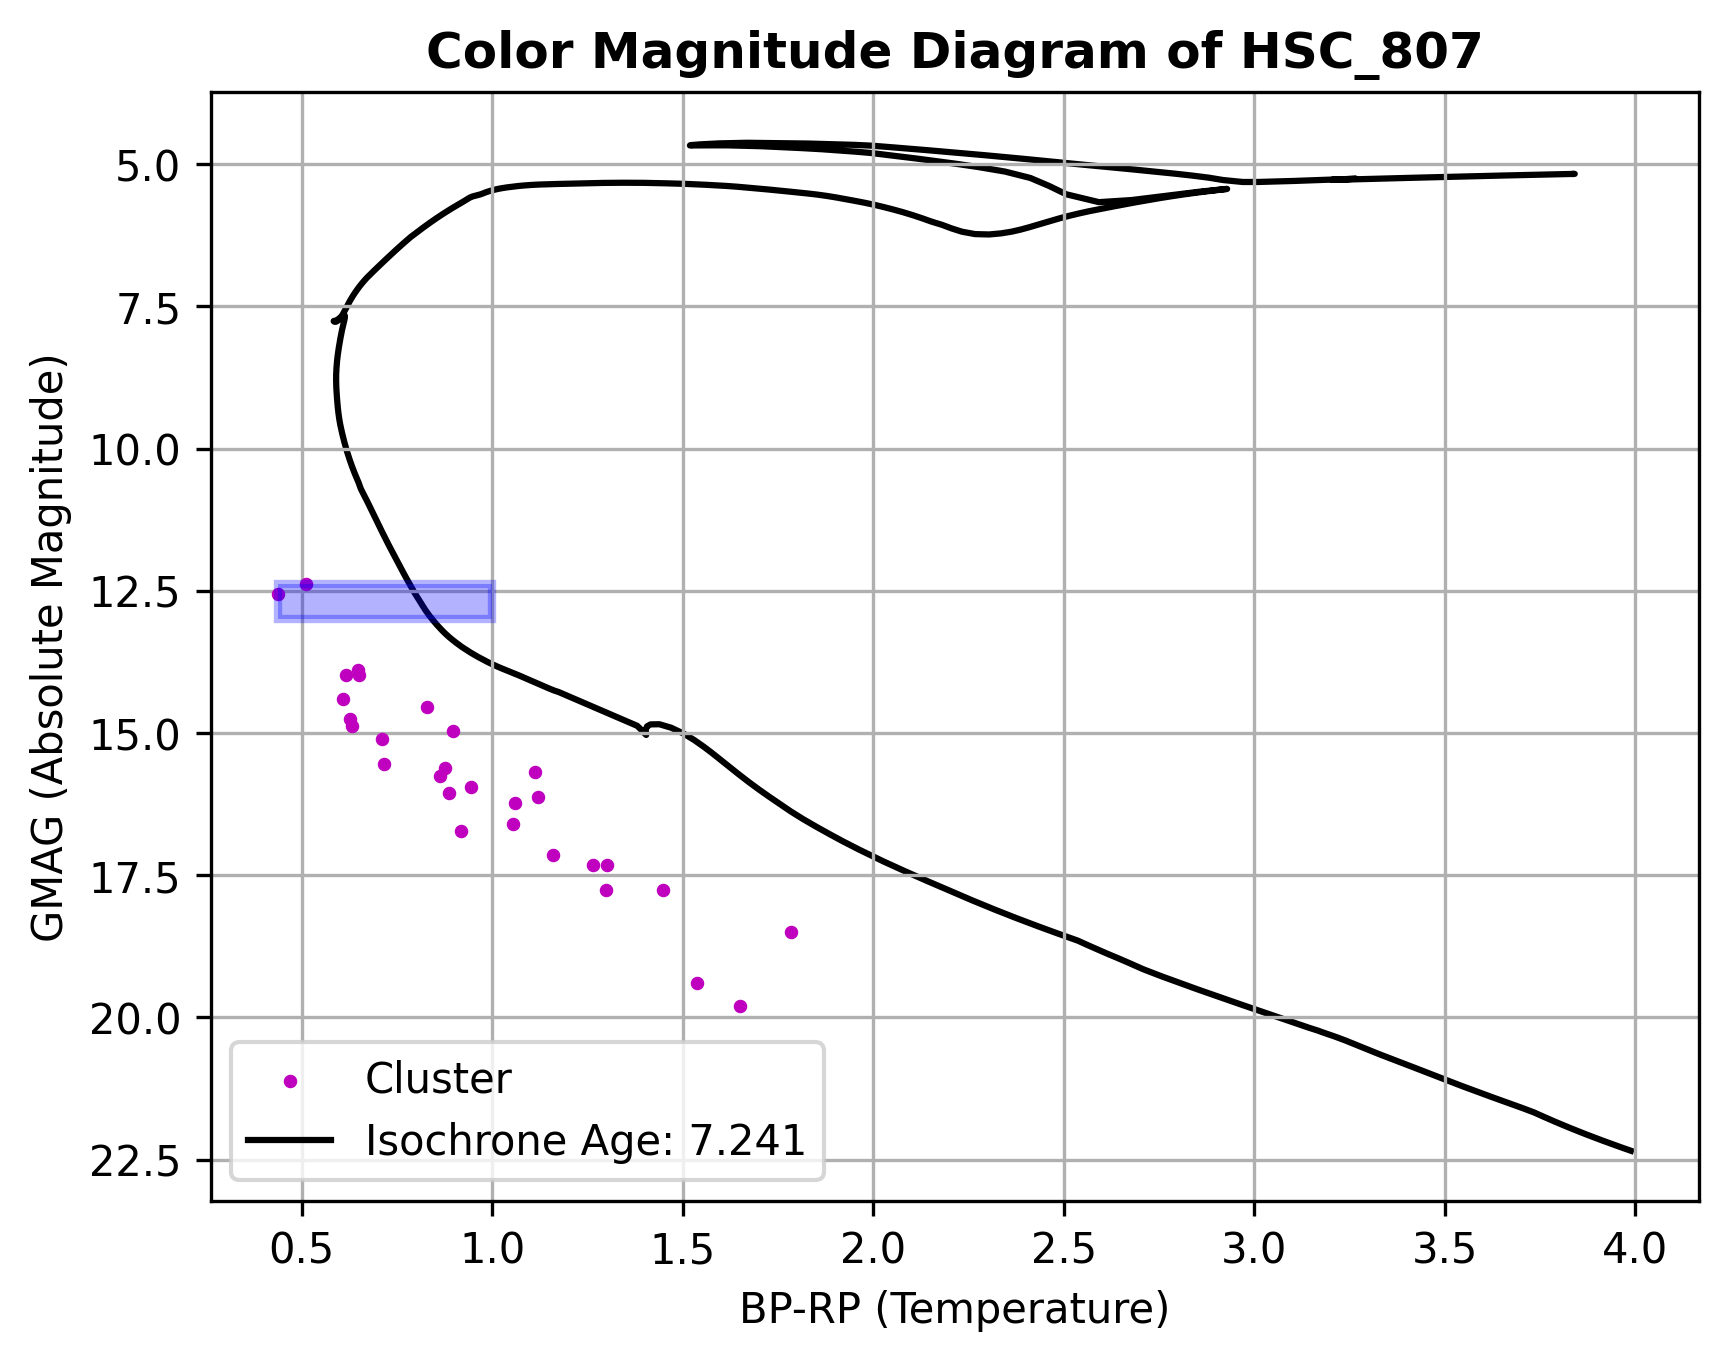 Color Magnitude Diagram of HSC_807
GMAG (Absolute Magnitude)
5.0
7.5
10.0
12.5
15.0
17.5
20.0
22.5
Cluster
Isochrone Age: 7.241
0.5 1.0 1.5 2.0 2.5 3.0 3.5 4.0
BP-RP (Temperature)